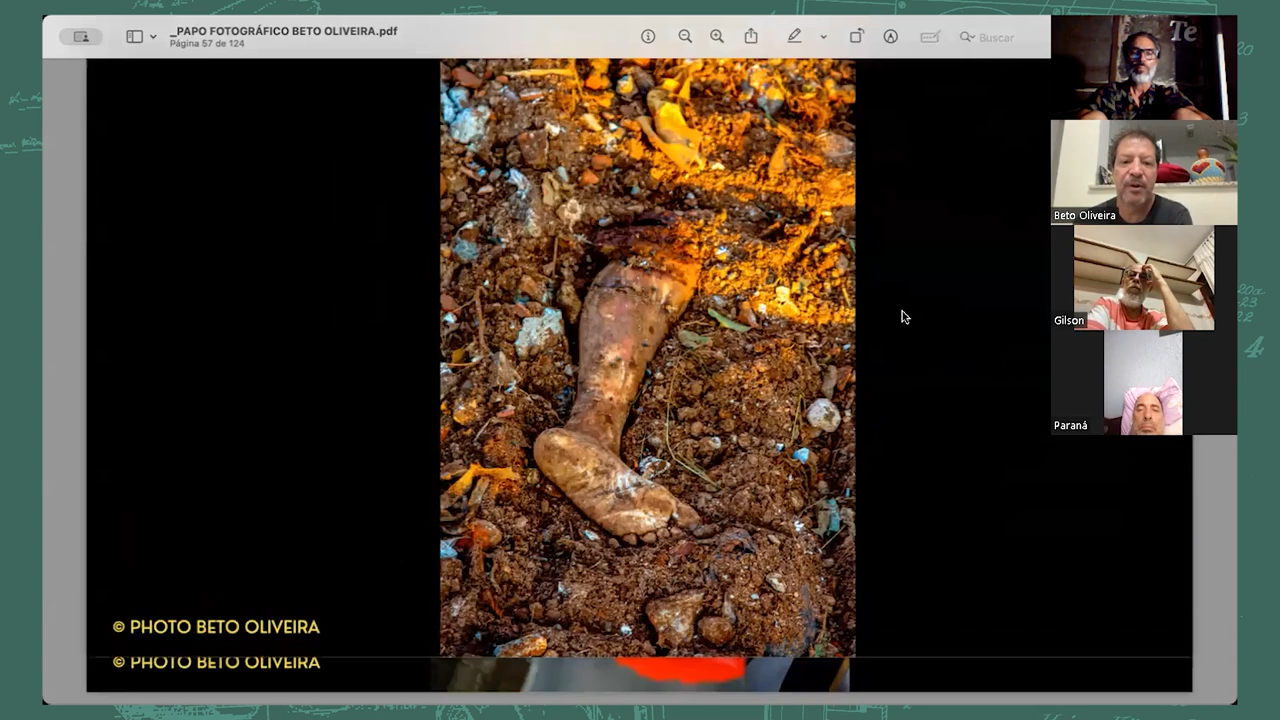 _PAPO FOTOGRÁFICO BETO OLIVEIRA.pdf
Página 57 de 124
Buscar
Te
Beto Oliveira
Gilson
Paraná
© PHOTO BETO OLIVEIRA
© PHOTO BETO OLIVEIRA